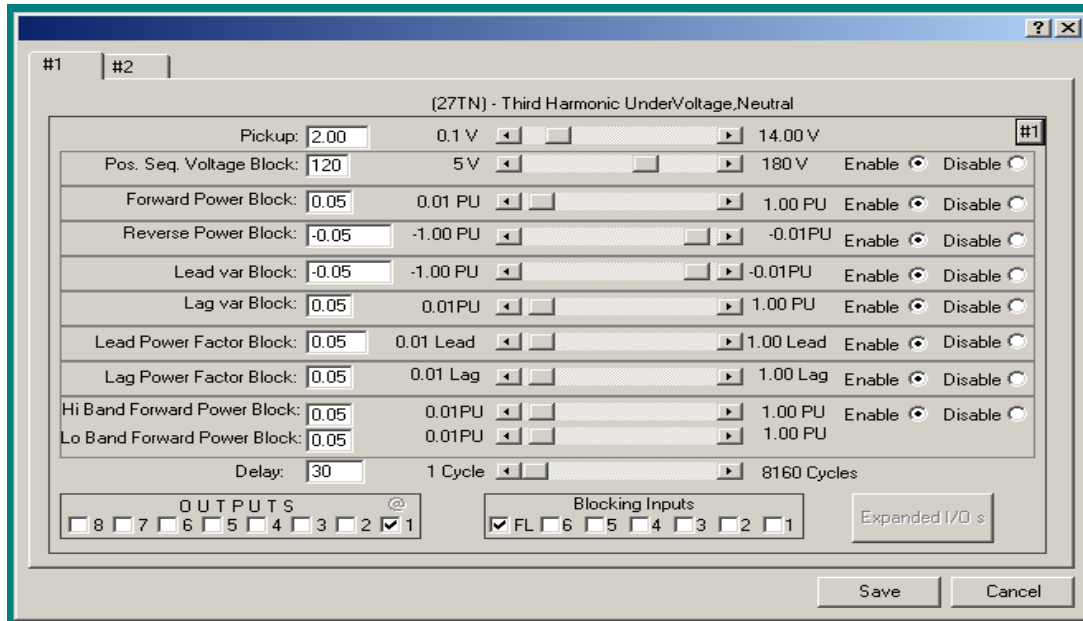 #1 #2
(27TN) - Third Harmonic UnderVoltage,Neutral
#1
Pickup: 2.00 0.1 V 14.00 V
Pos. Seq. Voltage Block: 120 5 V 180 V Enable Disable
Forward Power Block: 0.05 0.01 PU 1.00 PU Enable Disable
Reverse Power Block: -0.05 -1.00 PU -0.01PU Enable Disable
Lead var Block: -0.05 -1.00 PU -0.01PU Enable Disable
Lag var Block: 0.05 0.01PU 1.00 PU Enable Disable
Lead Power Factor Block: 0.05 0.01 Lead 1.00 Lead Enable Disable
Lag Power Factor Block: 0.05 0.01 Lag 1.00 Lag Enable Disable
Hi Band Forward Power Block: 0.05 0.01PU 1.00 PU Enable Disable
Lo Band Forward Power Block: 0.05 0.01PU 1.00 PU
Delay: 30 1 Cycle 8160 Cycles
OUTPUTS @
8 7 6 5 4 3 2 1
Blocking Inputs
FL 6 5 4 3 2 1
Expanded I/O s
Save Cancel